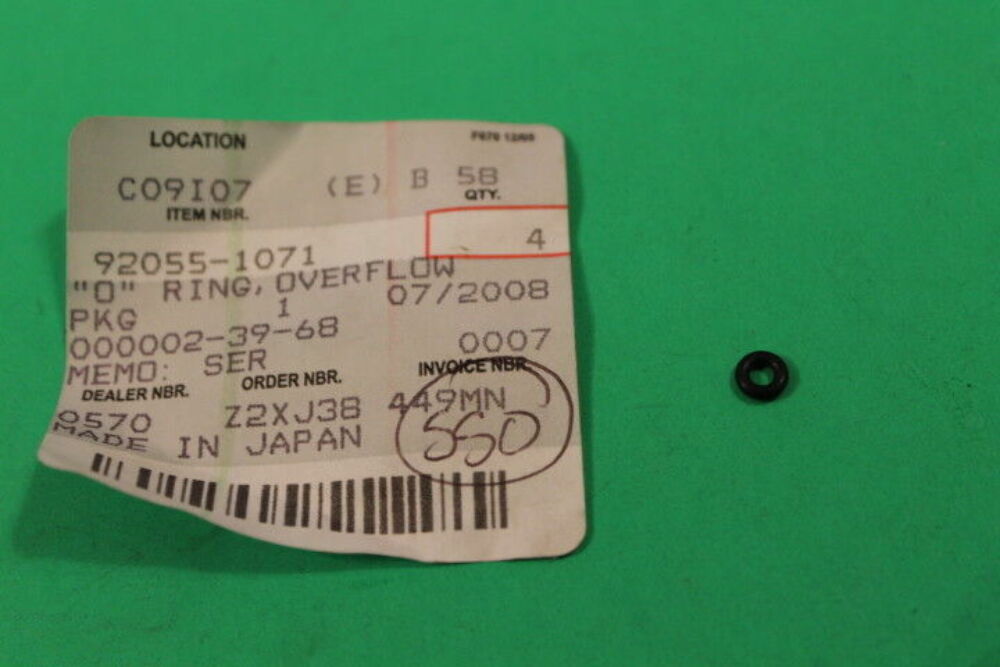 LOCATION
C09I07 (E) B 58
ITEM NBR. QTY.
4
92055-1071
"O" RING,OVERFLOW
PKG 1 07/2008
000002-39-68 0007
MEMO: SER
DEALER NBR. ORDER NBR. INVOICE NBR.
0570 Z2XJ38 449MN
MADE IN JAPAN